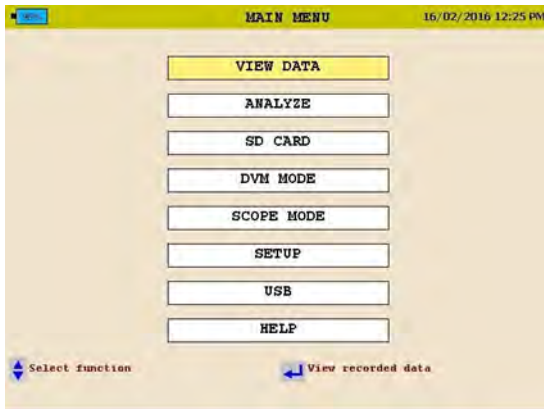 MAIN MENU 16/02/2016 12:25 PM
VIEW DATA
ANALYZE
SD CARD
DVM MODE
SCOPE MODE
SETUP
USB
HELP
Select function View recorded data